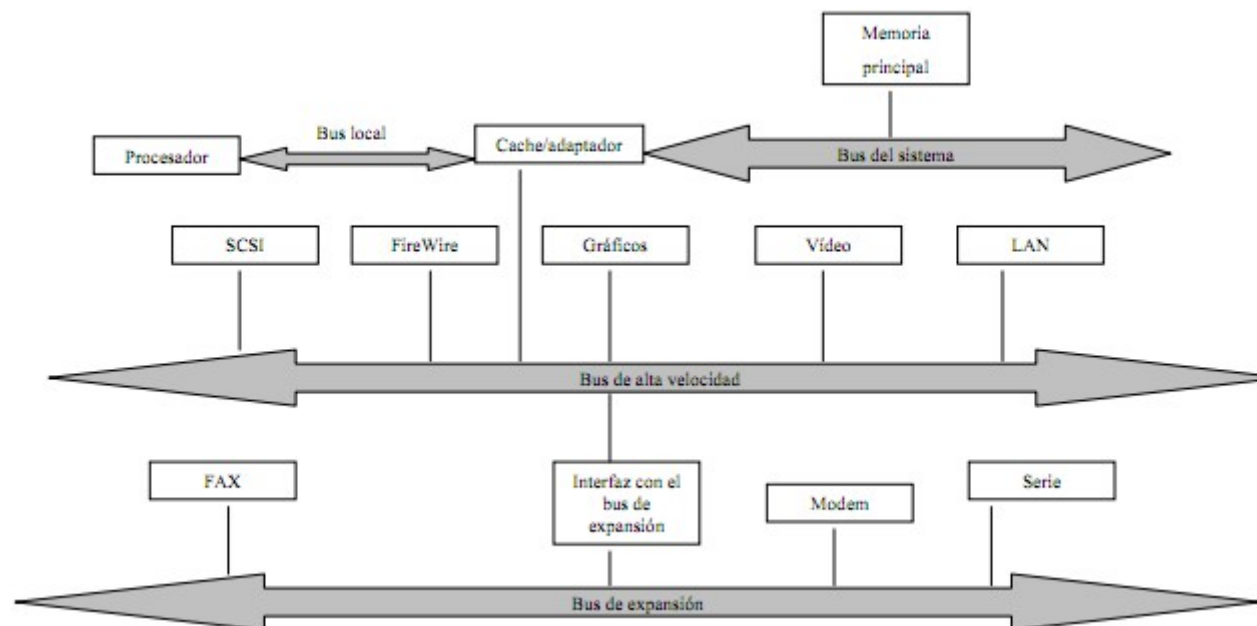 Memoria
principal
Bus local
Procesador
Cache/adaptador
Bus del sistema
SCSI
FireWire
Gráficos
Vídeo
LAN
Bus de alta velocidad
FAX
Interfaz con el
bus de
expansión
Modem
Serie
Bus de expansión